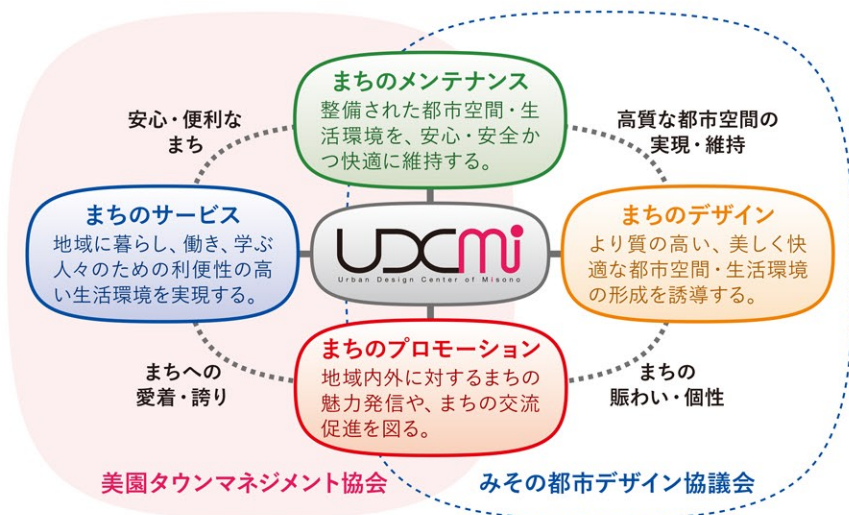 まちのメンテナンス
整備された都市空間・生
活環境を、安心・安全か
つ快適に維持する。
安心・便利な
まち
高質な都市空間の
実現・維持
まちのサービス
地域に暮らし、働き、学ぶ
人々のための利便性の高
い生活環境を実現する。
UDCMi
Urban Design Center of Misono
まちのデザイン
より質の高い、美しく快
適な都市空間・生活環境
の形成を誘導する。
まちのプロモーション
地域内外に対するまちの
魅力発信や、まちの交流
促進を図る。
まちへの
愛着・誇り
まちの
賑わい・個性
美園タウンマネジメント協会
みその都市デザイン協議会